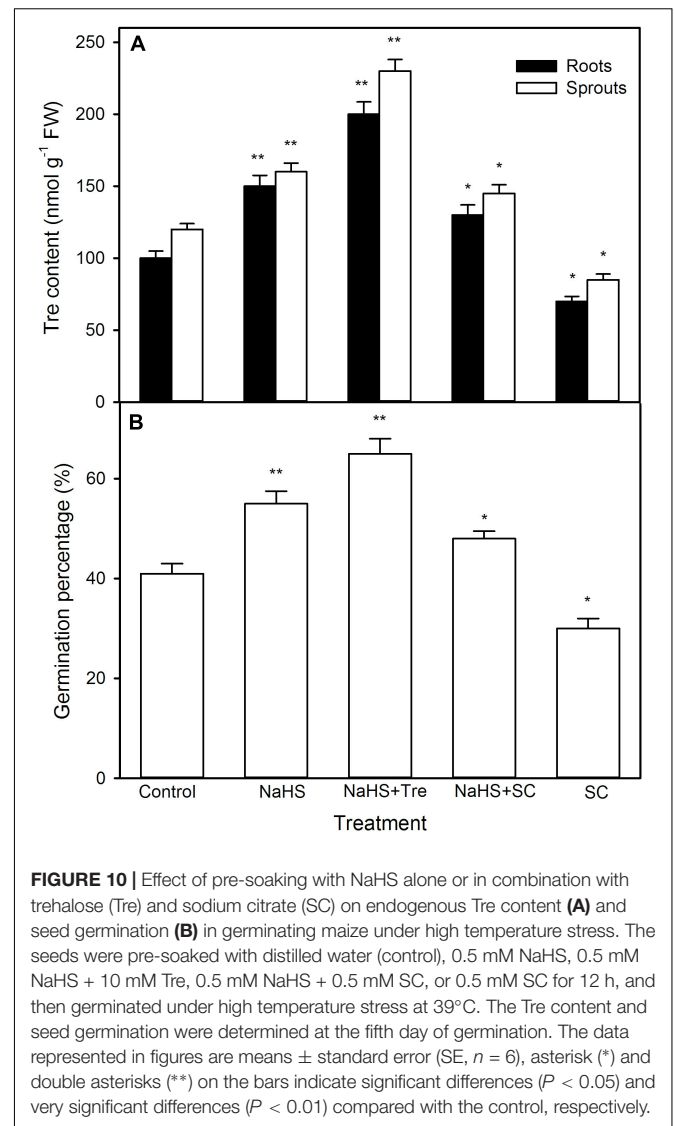 A
250
200
150
100
50
0
Tre content (nmol g⁻¹ FW)
Roots
Sprouts
** **
** **
* *
* *
B
60
40
20
0
Germination percentage (%)
**
**
*
*
Control NaHS NaHS+Tre NaHS+SC SC
Treatment
FIGURE 10 | Effect of pre-soaking with NaHS alone or in combination with
trehalose (Tre) and sodium citrate (SC) on endogenous Tre content (A) and
seed germination (B) in germinating maize under high temperature stress. The
seeds were pre-soaked with distilled water (control), 0.5 mM NaHS, 0.5 mM
NaHS + 10 mM Tre, 0.5 mM NaHS + 0.5 mM SC, or 0.5 mM SC for 12 h, and
then germinated under high temperature stress at 39°C. The Tre content and
seed germination were determined at the fifth day of germination. The data
represented in figures are means ± standard error (SE, n = 6), asterisk (*) and
double asterisks (**) on the bars indicate significant differences (P < 0.05) and
very significant differences (P < 0.01) compared with the control, respectively.